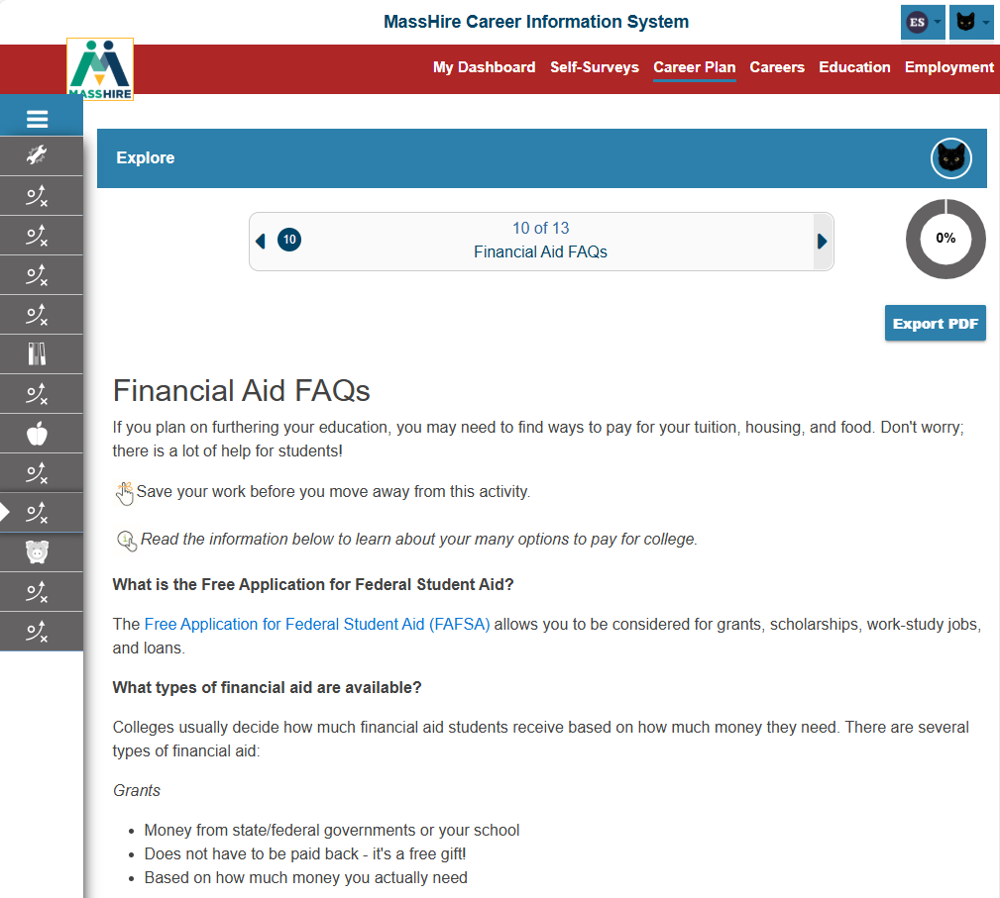 MassHire Career Information System
ES
MASSHIRE
My Dashboard Self-Surveys Career Plan Careers Education Employment
Explore
10
10 of 13
Financial Aid FAQs
0%
Export PDF
Financial Aid FAQs
If you plan on furthering your education, you may need to find ways to pay for your tuition, housing, and food. Don't worry;
there is a lot of help for students!
Save your work before you move away from this activity.
Read the information below to learn about your many options to pay for college.
What is the Free Application for Federal Student Aid?
The Free Application for Federal Student Aid (FAFSA) allows you to be considered for grants, scholarships, work-study jobs,
and loans.
What types of financial aid are available?
Colleges usually decide how much financial aid students receive based on how much money they need. There are several
types of financial aid:
Grants
• Money from state/federal governments or your school
• Does not have to be paid back - it's a free gift!
• Based on how much money you actually need